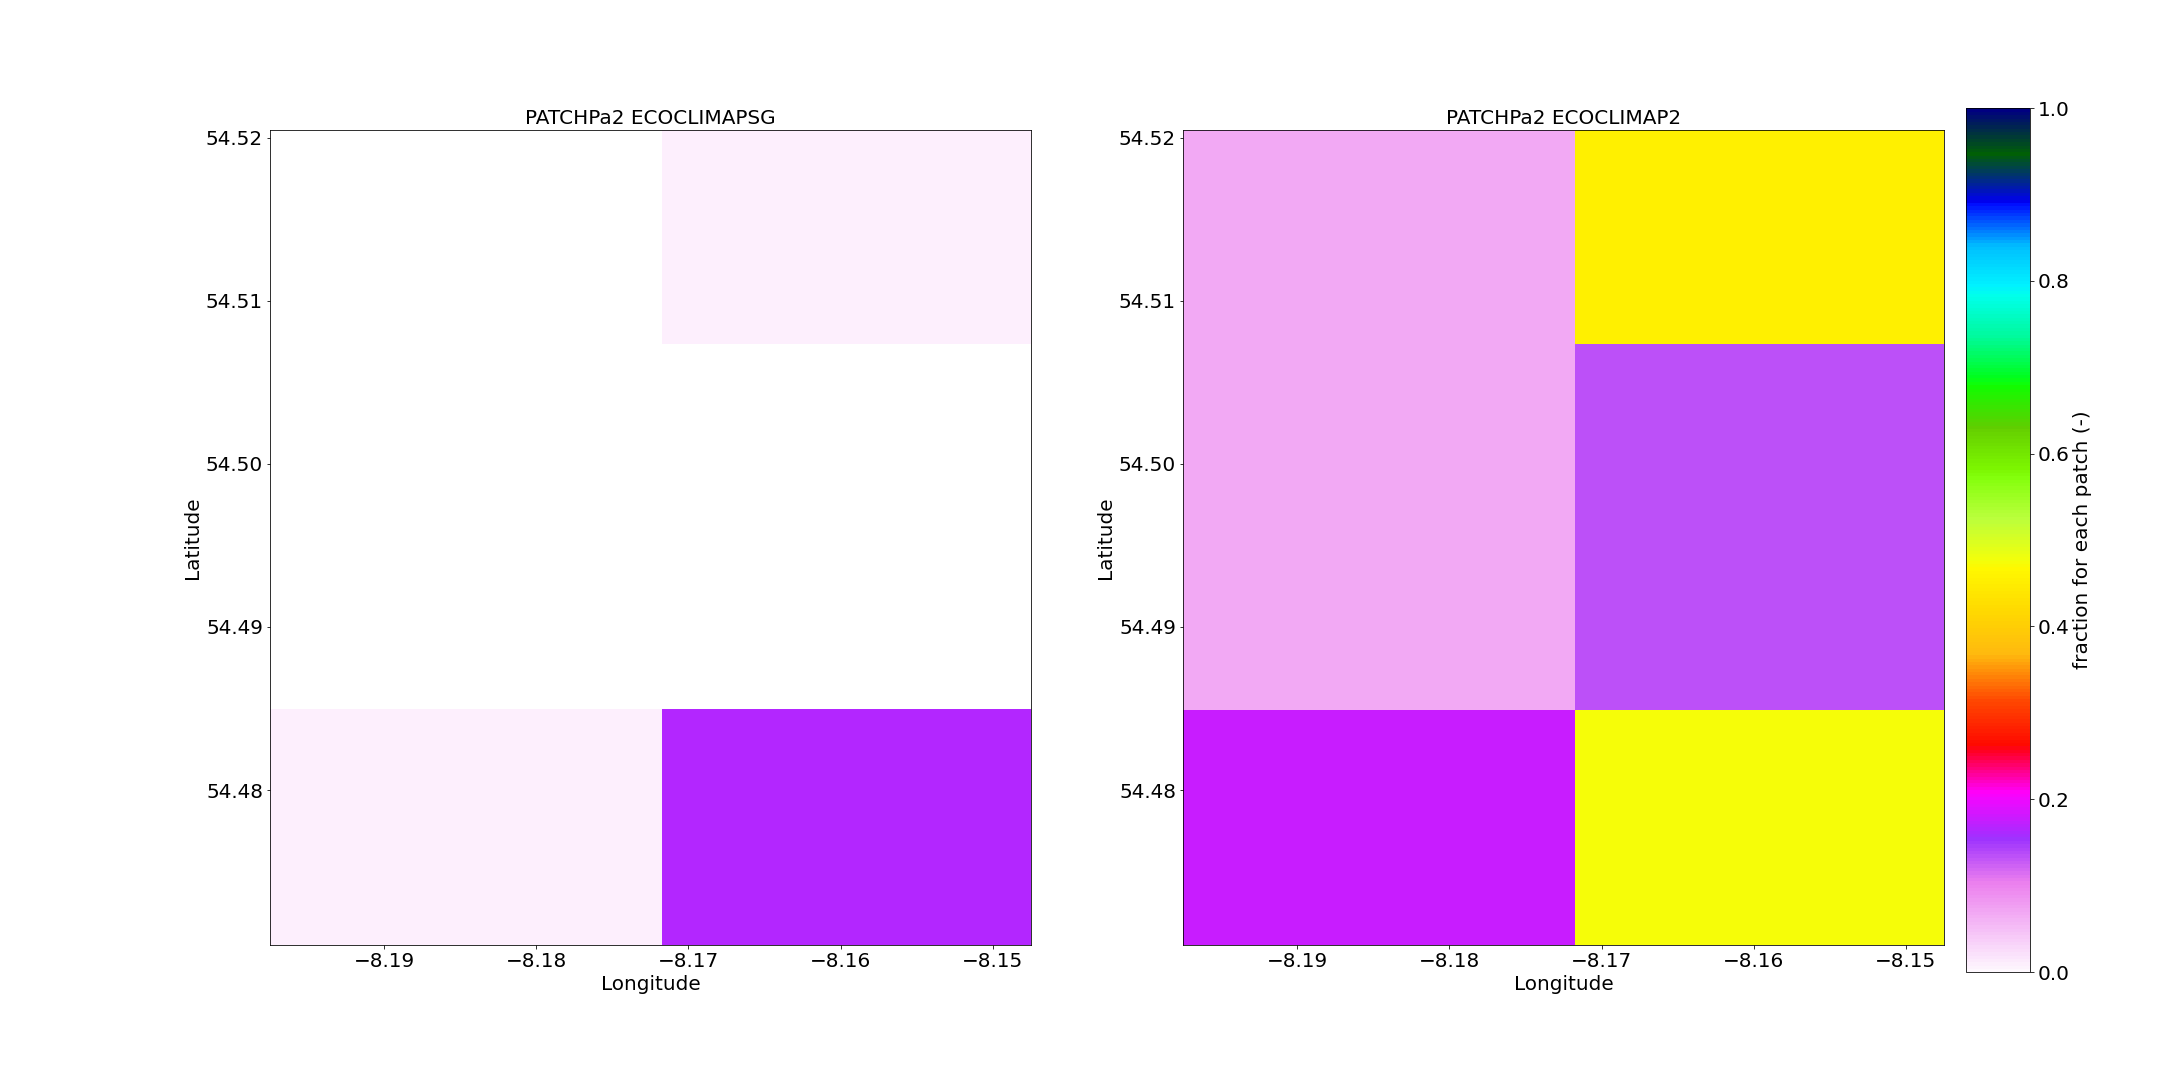 PATCHPa2 ECOCLIMAPSG
54.52
54.51
54.50
54.49
54.48
Latitude
−8.19 −8.18 −8.17 −8.16 −8.15
Longitude
PATCHPa2 ECOCLIMAP2
54.52
54.51
54.50
54.49
54.48
Latitude
−8.19 −8.18 −8.17 −8.16 −8.15
Longitude
1.0
0.8
0.6
0.4
0.2
0.0
fraction for each patch (-)